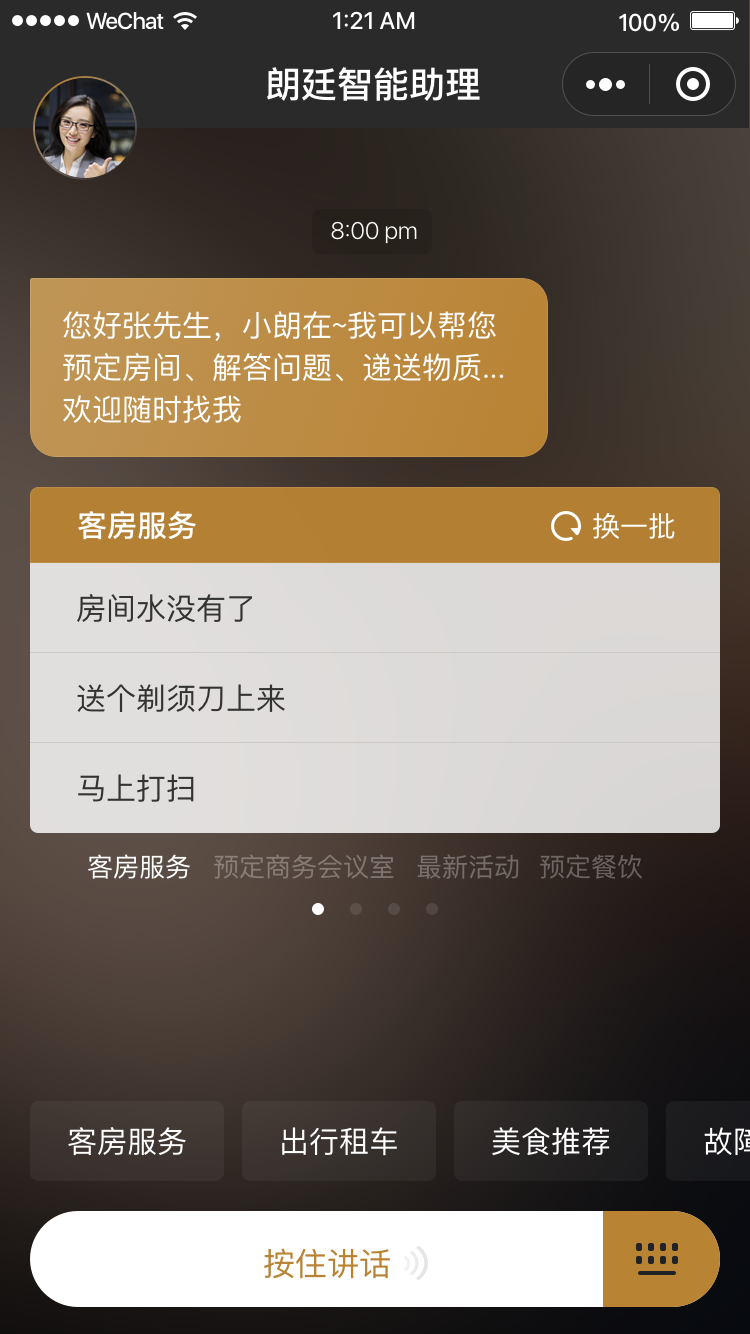 WeChat 1:21 AM 100%
朗廷智能助理
8:00 pm
您好张先生，小朗在~我可以帮您
预定房间、解答问题、递送物质...
欢迎随时找我
客房服务 换一批
房间水没有了
送个剃须刀上来
马上打扫
客房服务 预定商务会议室 最新活动 预定餐饮
客房服务 出行租车 美食推荐 故障
按住讲话